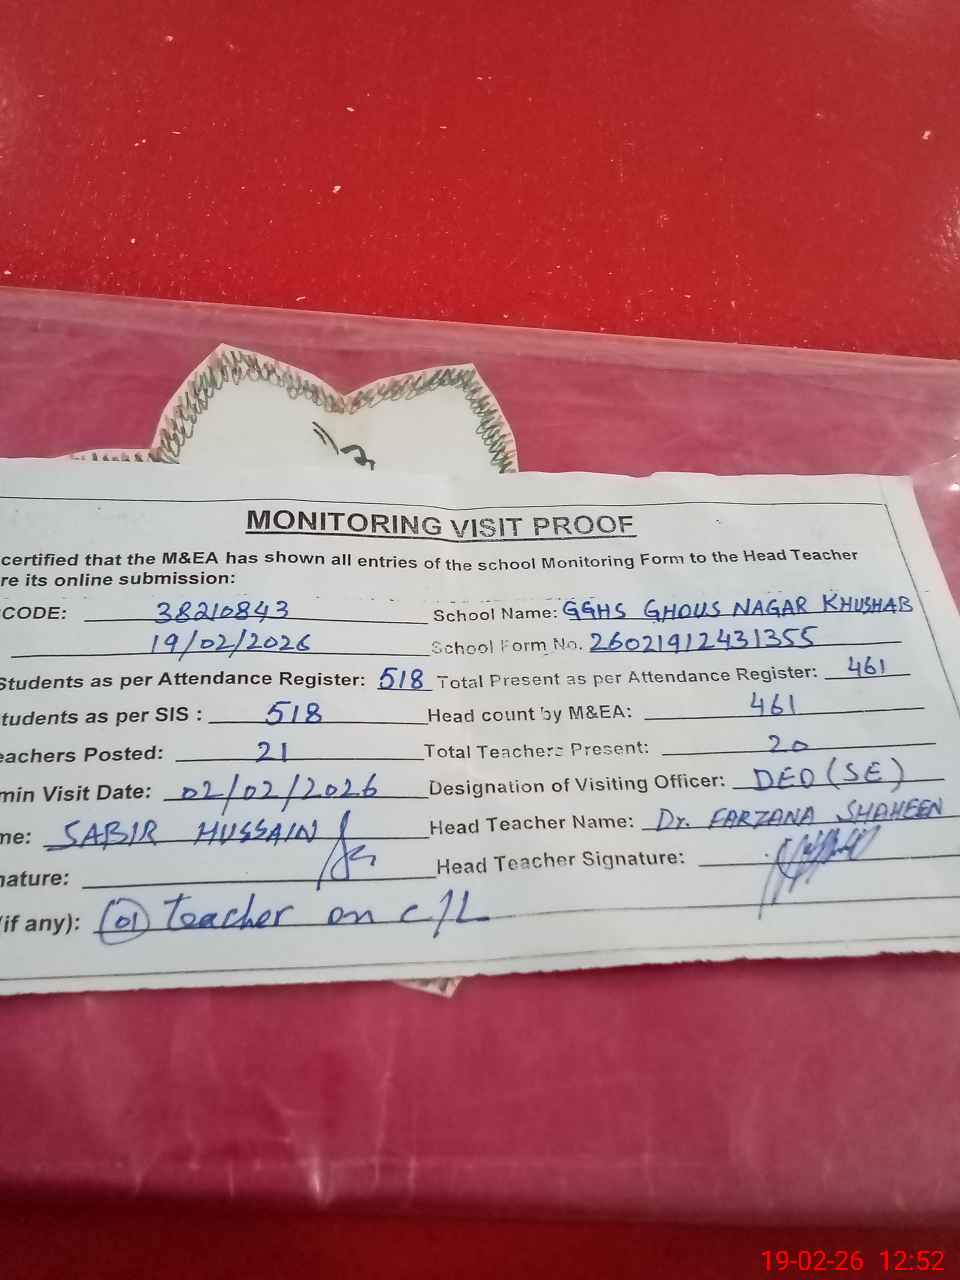 MONITORING VISIT PROOF
certified that the M&EA has shown all entries of the school Monitoring Form to the Head Teacher
re its online submission:
CODE: 38210843 School Name: GGHS GHOUS NAGAR KHUSHAB
19/02/2026 School Form No. 26021912431355
Students as per Attendance Register: 518 Total Present as per Attendance Register: 461
tudents as per SIS : 518 Head count by M&EA: 461
eachers Posted: 21 Total Teachers Present: 20
min Visit Date: 02/02/2026 Designation of Visiting Officer: DEO (SE)
me: SABIR HUSSAIN Head Teacher Name: Dr. FARZANA SHAHEEN
nature: Head Teacher Signature:
(if any): 01 teacher on c/L
19-02-26 12:52